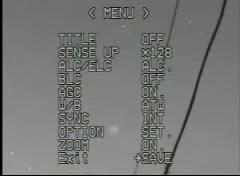 < MENU >
TITLE OFF
SENSE UP X128
ALC/ELC ALC.
BLC OFF
AGC ON.
W/B ATW
SYNC INT
OPTION SET.
ZOOM ON.
Exit →SAVE